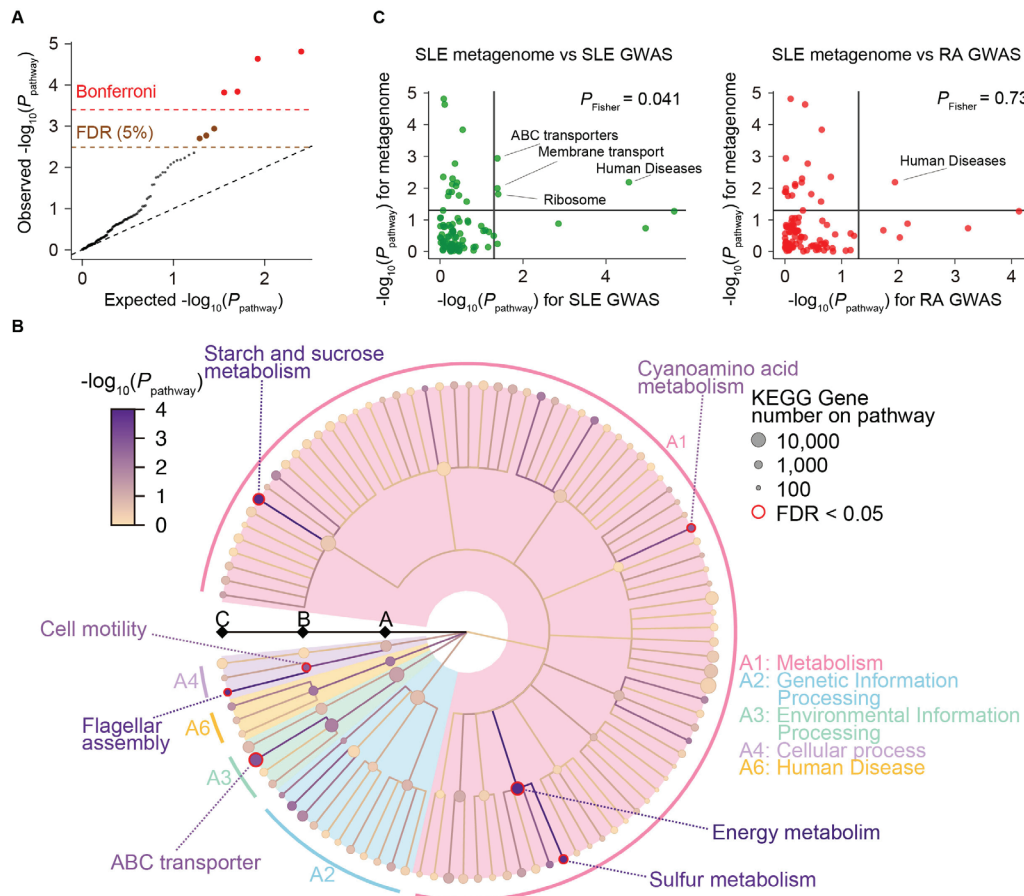 A
Observed -log10(Ppathway)
5
4
3
2
1
0
Bonferroni
FDR (5%)
0
1
2
Expected -log10(Ppathway)
C
SLE metagenome vs SLE GWAS
-log10(Ppathway) for metagenome
5
4
3
2
1
0
PFisher = 0.041
ABC transporters
Membrane transport
Human Diseases
Ribosome
0
2
4
-log10(Ppathway) for SLE GWAS
SLE metagenome vs RA GWAS
-log10(Ppathway) for metagenome
5
4
3
2
1
0
PFisher = 0.73
Human Diseases
0
1
2
3
4
-log10(Ppathway) for RA GWAS
B
-log10(Ppathway)
4
3
2
1
0
Starch and sucrose
metabolism
Cyanoamino acid
metabolism
KEGG Gene
number on pathway
10,000
1,000
100
FDR < 0.05
A1
C
B
A
Cell motility
A4
Flagellar
assembly
A6
A3
ABC transporter
A2
A1: Metabolism
A2: Genetic Information
Processing
A3: Environmental Information
Processing
A4: Cellular process
A6: Human Disease
Energy metabolim
Sulfur metabolism